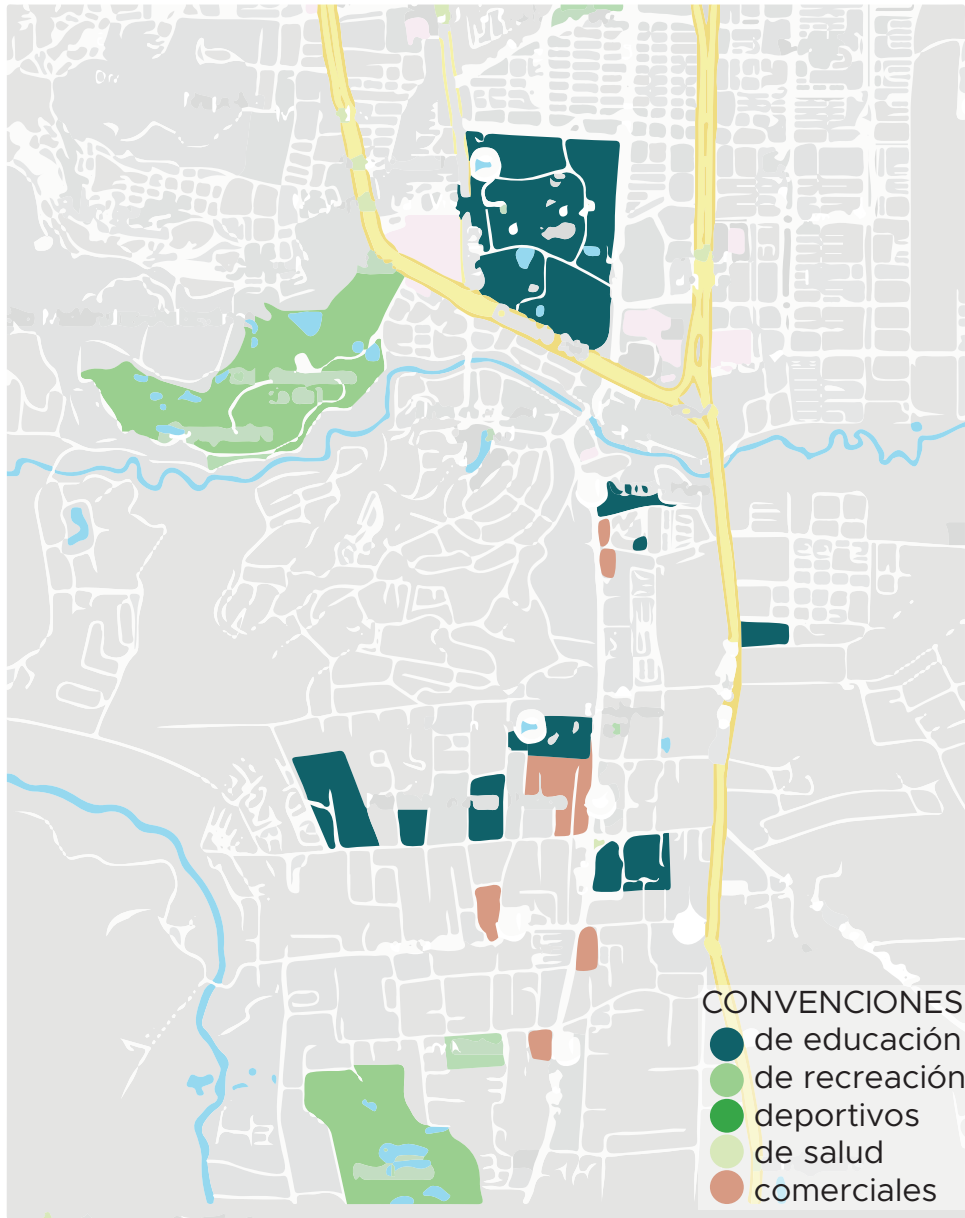 CONVENCIONES
de educación
de recreación
deportivos
de salud
comerciales